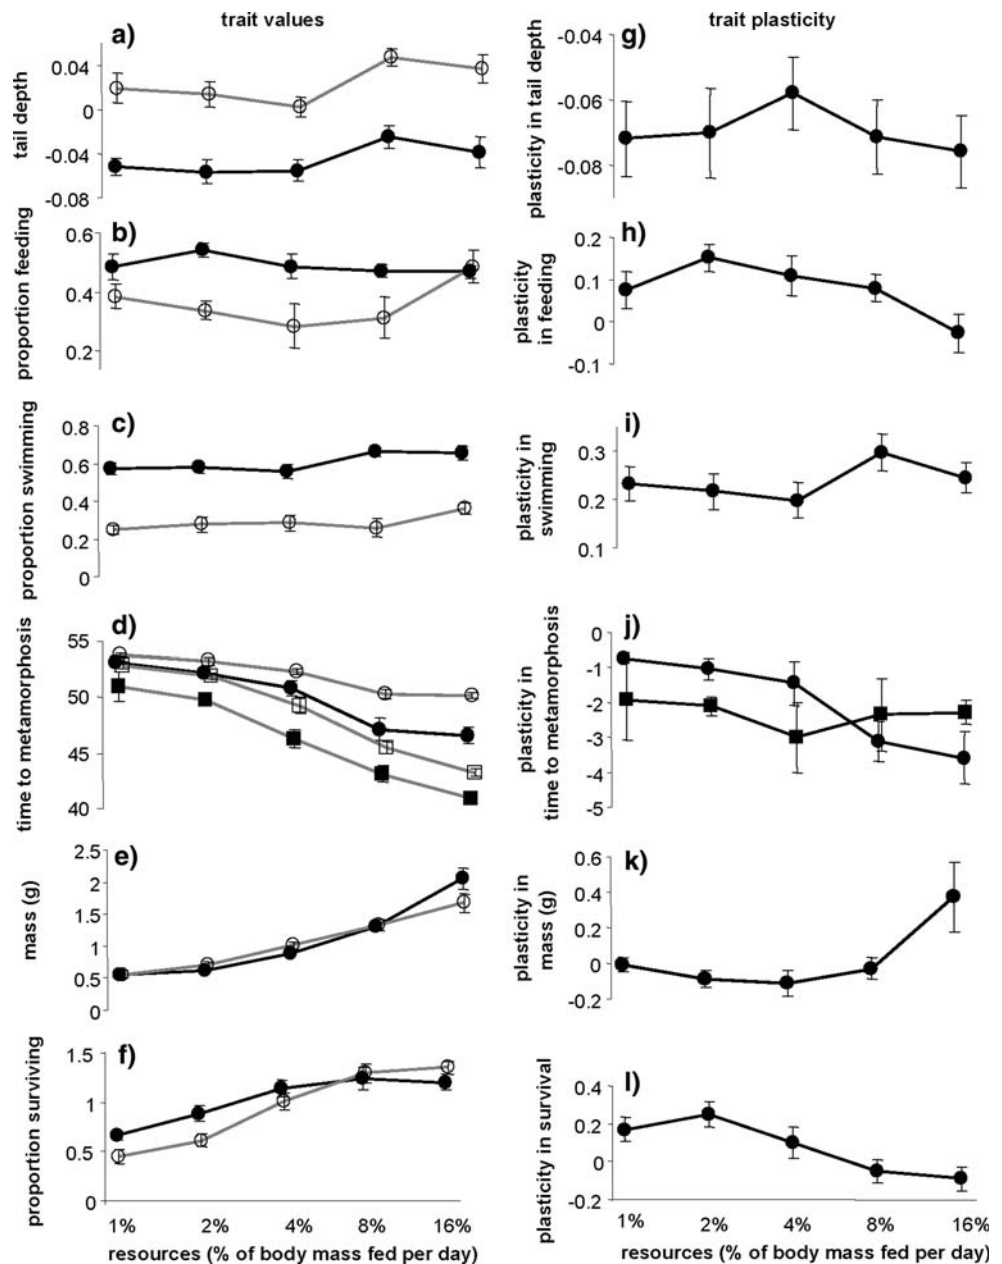 trait values
trait plasticity
a)
tail depth
0.04
0
-0.04
-0.08
g)
plasticity in tail depth
-0.04
-0.06
-0.08
b)
proportion feeding
0.6
0.4
0.2
h)
plasticity
in feeding
0.2
0.1
0
-0.1
c)
proportion swimming
0.8
0.6
0.4
0.2
0
i)
plasticity in
swimming
0.3
0.2
0.1
d)
time to metamorphosis
55
50
45
40
j)
plasticity in
time to metamorphosis
0
-1
-2
-3
-4
-5
e)
mass (g)
2.5
2
1.5
1
0.5
0
k)
plasticity in
mass (g)
0.6
0.4
0.2
0
-0.2
f)
proportion surviving
1.5
1
0.5
0
l)
plasticity in survival
0.4
0.2
0
-0.2
1% 2% 4% 8% 16%
resources (% of body mass fed per day)
1% 2% 4% 8% 16%
resources (% of body mass fed per day)